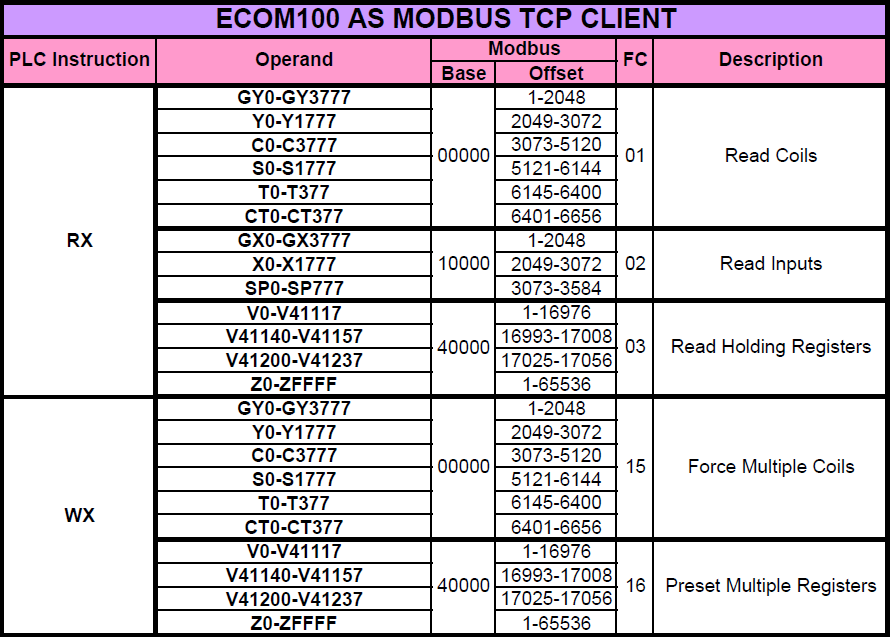 ECOM100 AS MODBUS TCP CLIENT
PLC Instruction Operand Modbus FC Description
Base Offset
RX
GY0-GY3777 00000 1-2048 01 Read Coils
Y0-Y1777 2049-3072
C0-C3777 3073-5120
S0-S1777 5121-6144
T0-T377 6145-6400
CT0-CT377 6401-6656
GX0-GX3777 10000 1-2048 02 Read Inputs
X0-X1777 2049-3072
SP0-SP777 3073-3584
V0-V41117 40000 1-16976 03 Read Holding Registers
V41140-V41157 16993-17008
V41200-V41237 17025-17056
Z0-ZFFFF 1-65536
WX
GY0-GY3777 00000 1-2048 15 Force Multiple Coils
Y0-Y1777 2049-3072
C0-C3777 3073-5120
S0-S1777 5121-6144
T0-T377 6145-6400
CT0-CT377 6401-6656
V0-V41117 40000 1-16976 16 Preset Multiple Registers
V41140-V41157 16993-17008
V41200-V41237 17025-17056
Z0-ZFFFF 1-65536